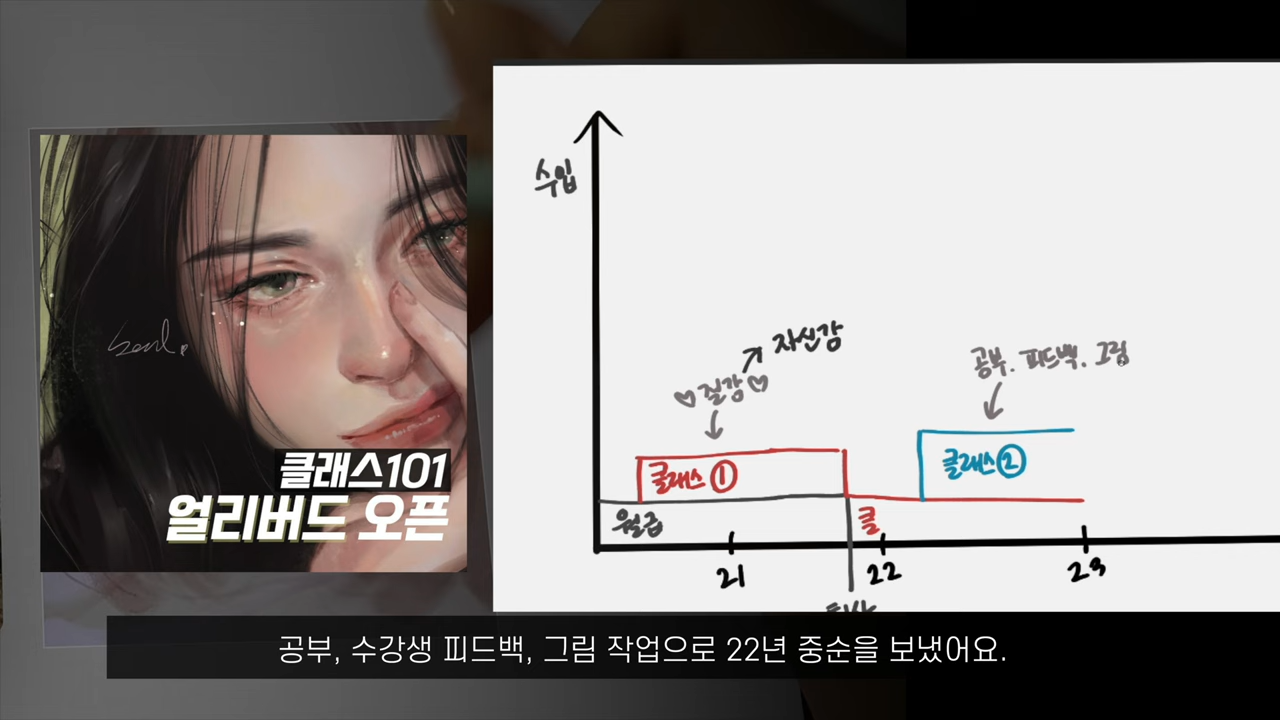 클래스101
얼리버드 오픈
수입
자신감
♡ 질감 ♡
공부. 피드백. 그림
클래스 ①
클래스 ②
월급
클
21
22
23
공부, 수강생 피드백, 그림 작업으로 22년 중순을 보냈어요.